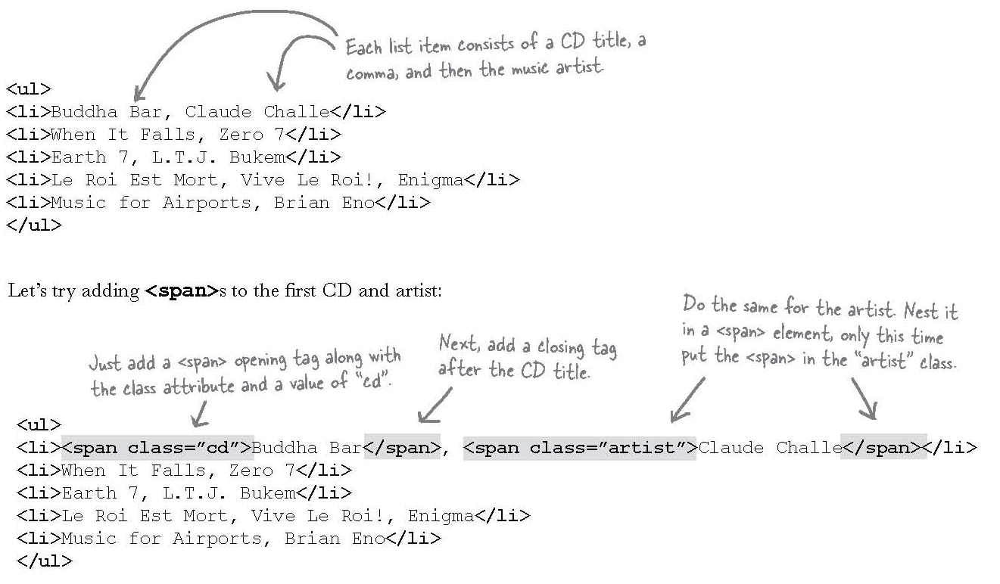 Each list item consists of a CD title, a
comma, and then the music artist.
<ul>
<li>Buddha Bar, Claude Challe</li>
<li>When It Falls, Zero 7</li>
<li>Earth 7, L.T.J. Bukem</li>
<li>Le Roi Est Mort, Vive Le Roi!, Enigma</li>
<li>Music for Airports, Brian Eno</li>
</ul>
Let’s try adding <span>s to the first CD and artist:
Just add a <span> opening tag along with
the class attribute and a value of “cd”.
Next, add a closing tag
after the CD title.
Do the same for the artist. Nest it
in a <span> element, only this time
put the <span> in the “artist” class.
<ul>
<li><span class=”cd”>Buddha Bar</span>, <span class=”artist”>Claude Challe</span></li>
<li>When It Falls, Zero 7</li>
<li>Earth 7, L.T.J. Bukem</li>
<li>Le Roi Est Mort, Vive Le Roi!, Enigma</li>
<li>Music for Airports, Brian Eno</li>
</ul>